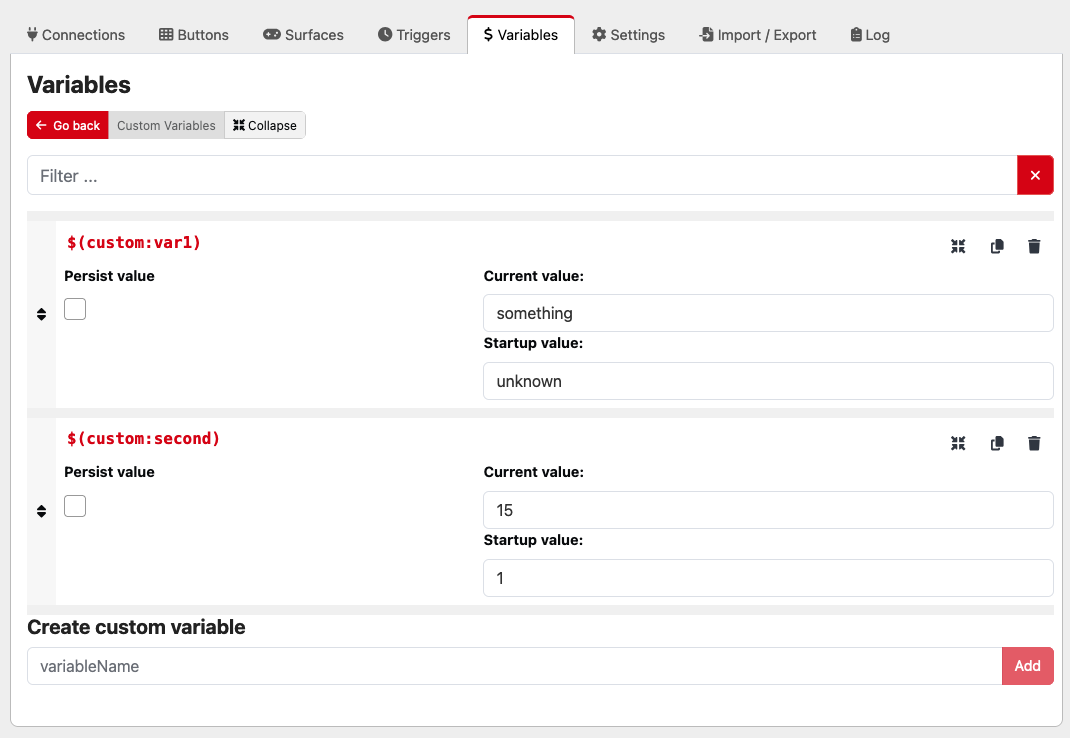 Connections Buttons Surfaces Triggers $ Variables Settings Import / Export Log
Variables
Go back Custom Variables Collapse
Filter ...
$(custom:var1)
Persist value Current value:
something
Startup value:
unknown
$(custom:second)
Persist value Current value:
15
Startup value:
1
Create custom variable
variableName Add